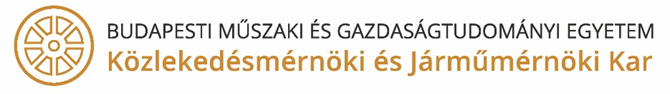 BUDAPESTI MŰSZAKI ÉS GAZDASÁGTUDOMÁNYI EGYETEM
Közlekedésmérnöki és Járműmérnöki Kar